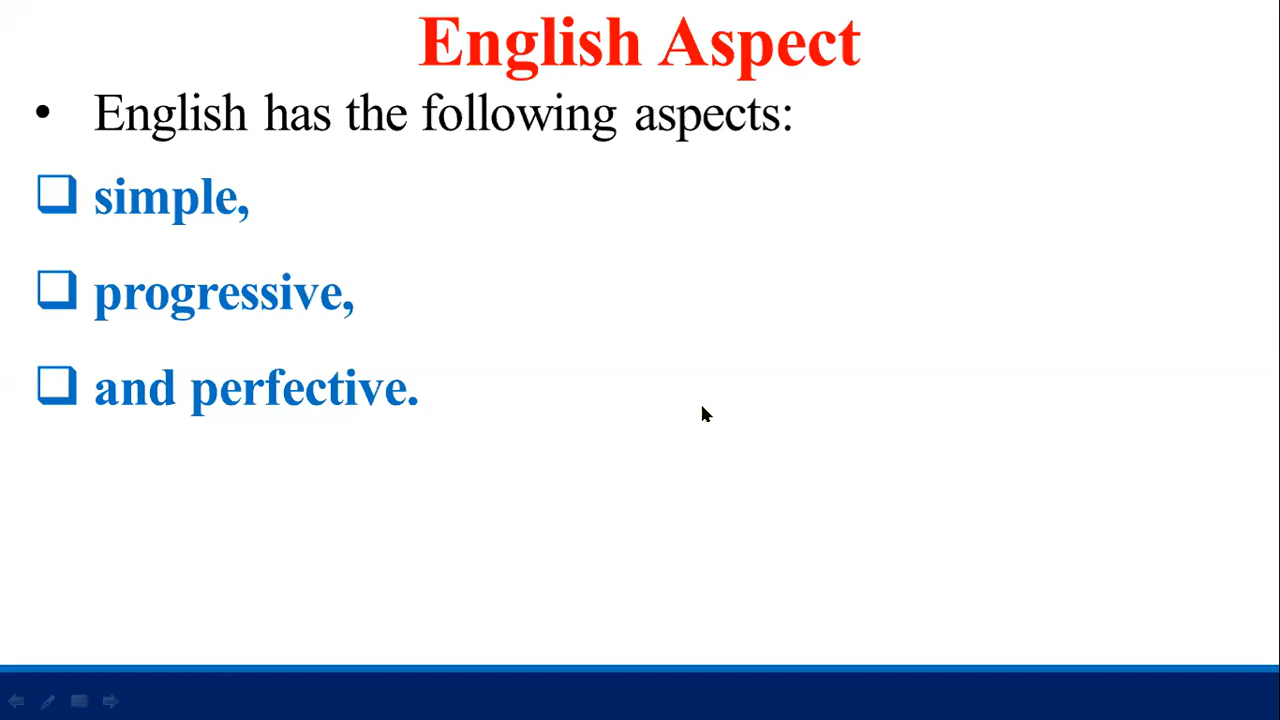 English Aspect
• English has the following aspects:
❑ simple,
❑ progressive,
❑ and perfective.